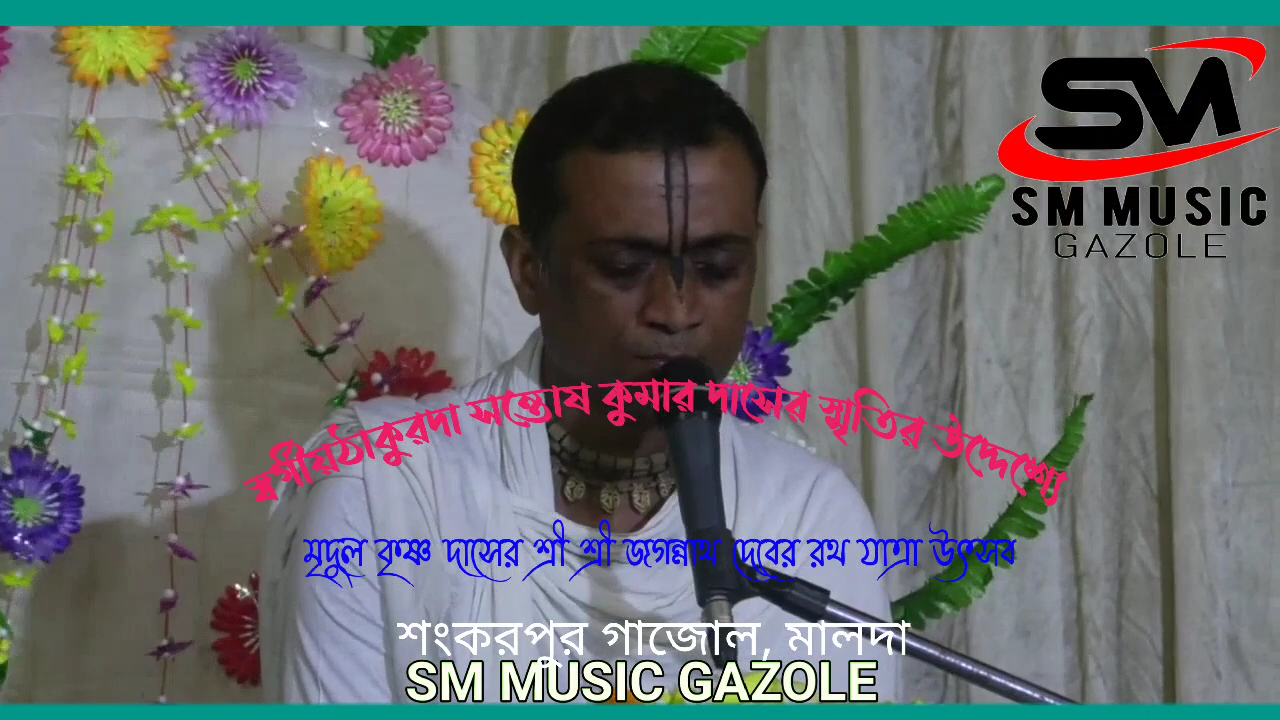 SM
SM MUSIC
GAZOLE
স্বর্গীয়ঠাকুরদা সন্তোষ কুমার দাসের স্মৃতির উদ্দেশ্যে
মৃদুল কৃষ্ণ দাসের শ্রী শ্রী জগন্নাথ দেবের রথ যাত্রা উৎসব
শংকরপুর গাজোল, মালদা
SM MUSIC GAZOLE